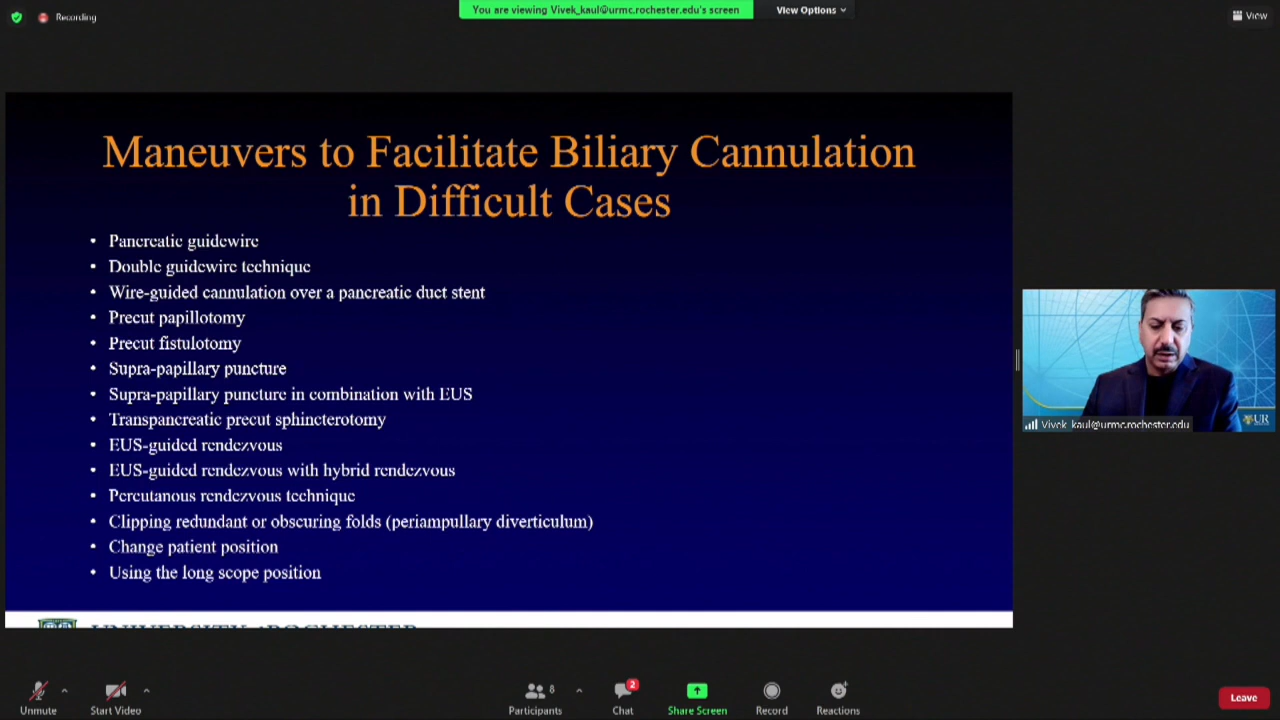 Recording
You are viewing Vivek_kaul@urmc.rochester.edu's screen
View Options
View
Maneuvers to Facilitate Biliary Cannulation
in Difficult Cases
• Pancreatic guidewire
• Double guidewire technique
• Wire-guided cannulation over a pancreatic duct stent
• Precut papillotomy
• Precut fistulotomy
• Supra-papillary puncture
• Supra-papillary puncture in combination with EUS
• Transpancreatic precut sphincterotomy
• EUS-guided rendezvous
• EUS-guided rendezvous with hybrid rendezvous
• Percutanous rendezvous technique
• Clipping redundant or obscuring folds (periampullary diverticulum)
• Change patient position
• Using the long scope position
UR
Vivek_kaul@urmc.rochester.edu
UNIVERSITY of ROCHESTER
Unmute
Start Video
8
Participants
2
Chat
Share Screen
Record
Reactions
Leave